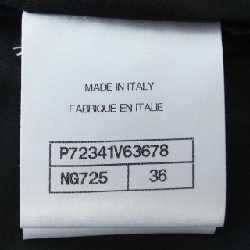 MADE IN ITALY
FABRIQUE EN ITALIE
P72341V63678
NG725 36